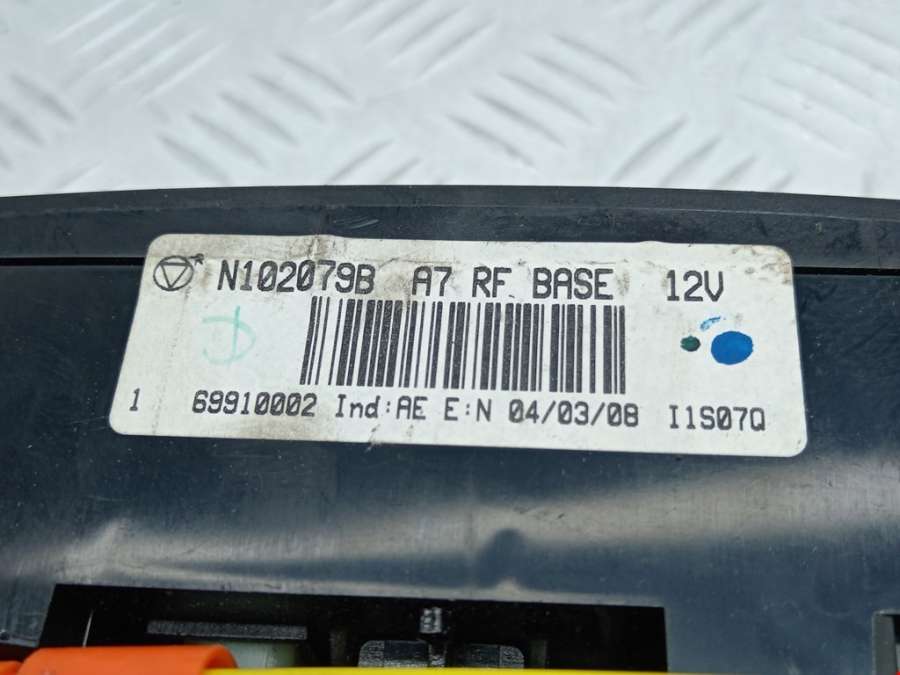 N102079B A7 RF BASE 12V
1 69910002 Ind:AE E:N 04/03/08 I1S07Q